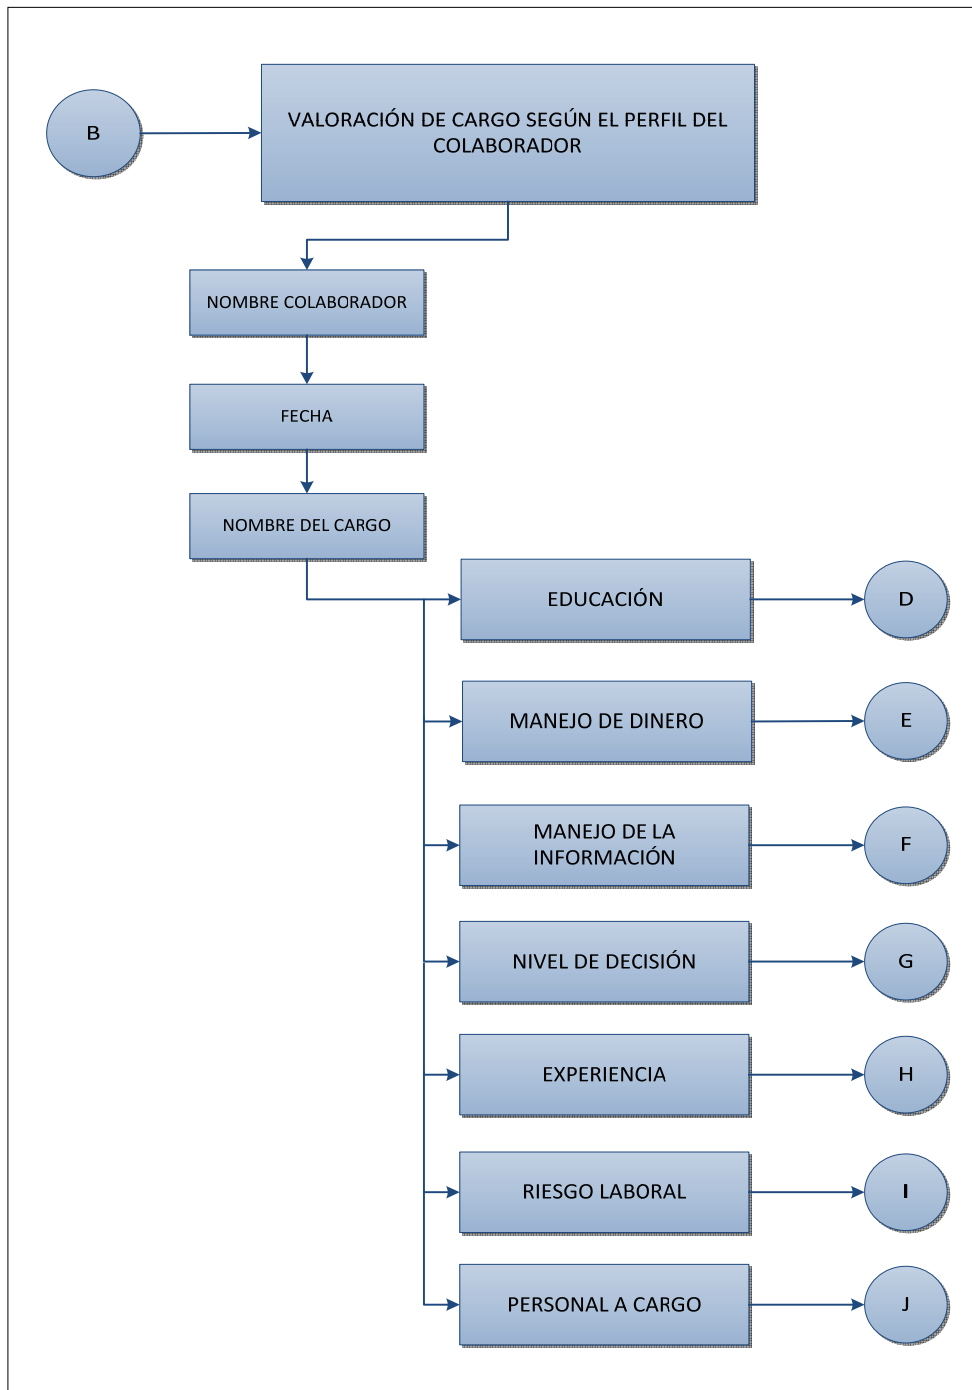 B
VALORACIÓN DE CARGO SEGÚN EL PERFIL DEL
COLABORADOR
NOMBRE COLABORADOR
FECHA
NOMBRE DEL CARGO
EDUCACIÓN
D
MANEJO DE DINERO
E
MANEJO DE LA
INFORMACIÓN
F
NIVEL DE DECISIÓN
G
EXPERIENCIA
H
RIESGO LABORAL
I
PERSONAL A CARGO
J